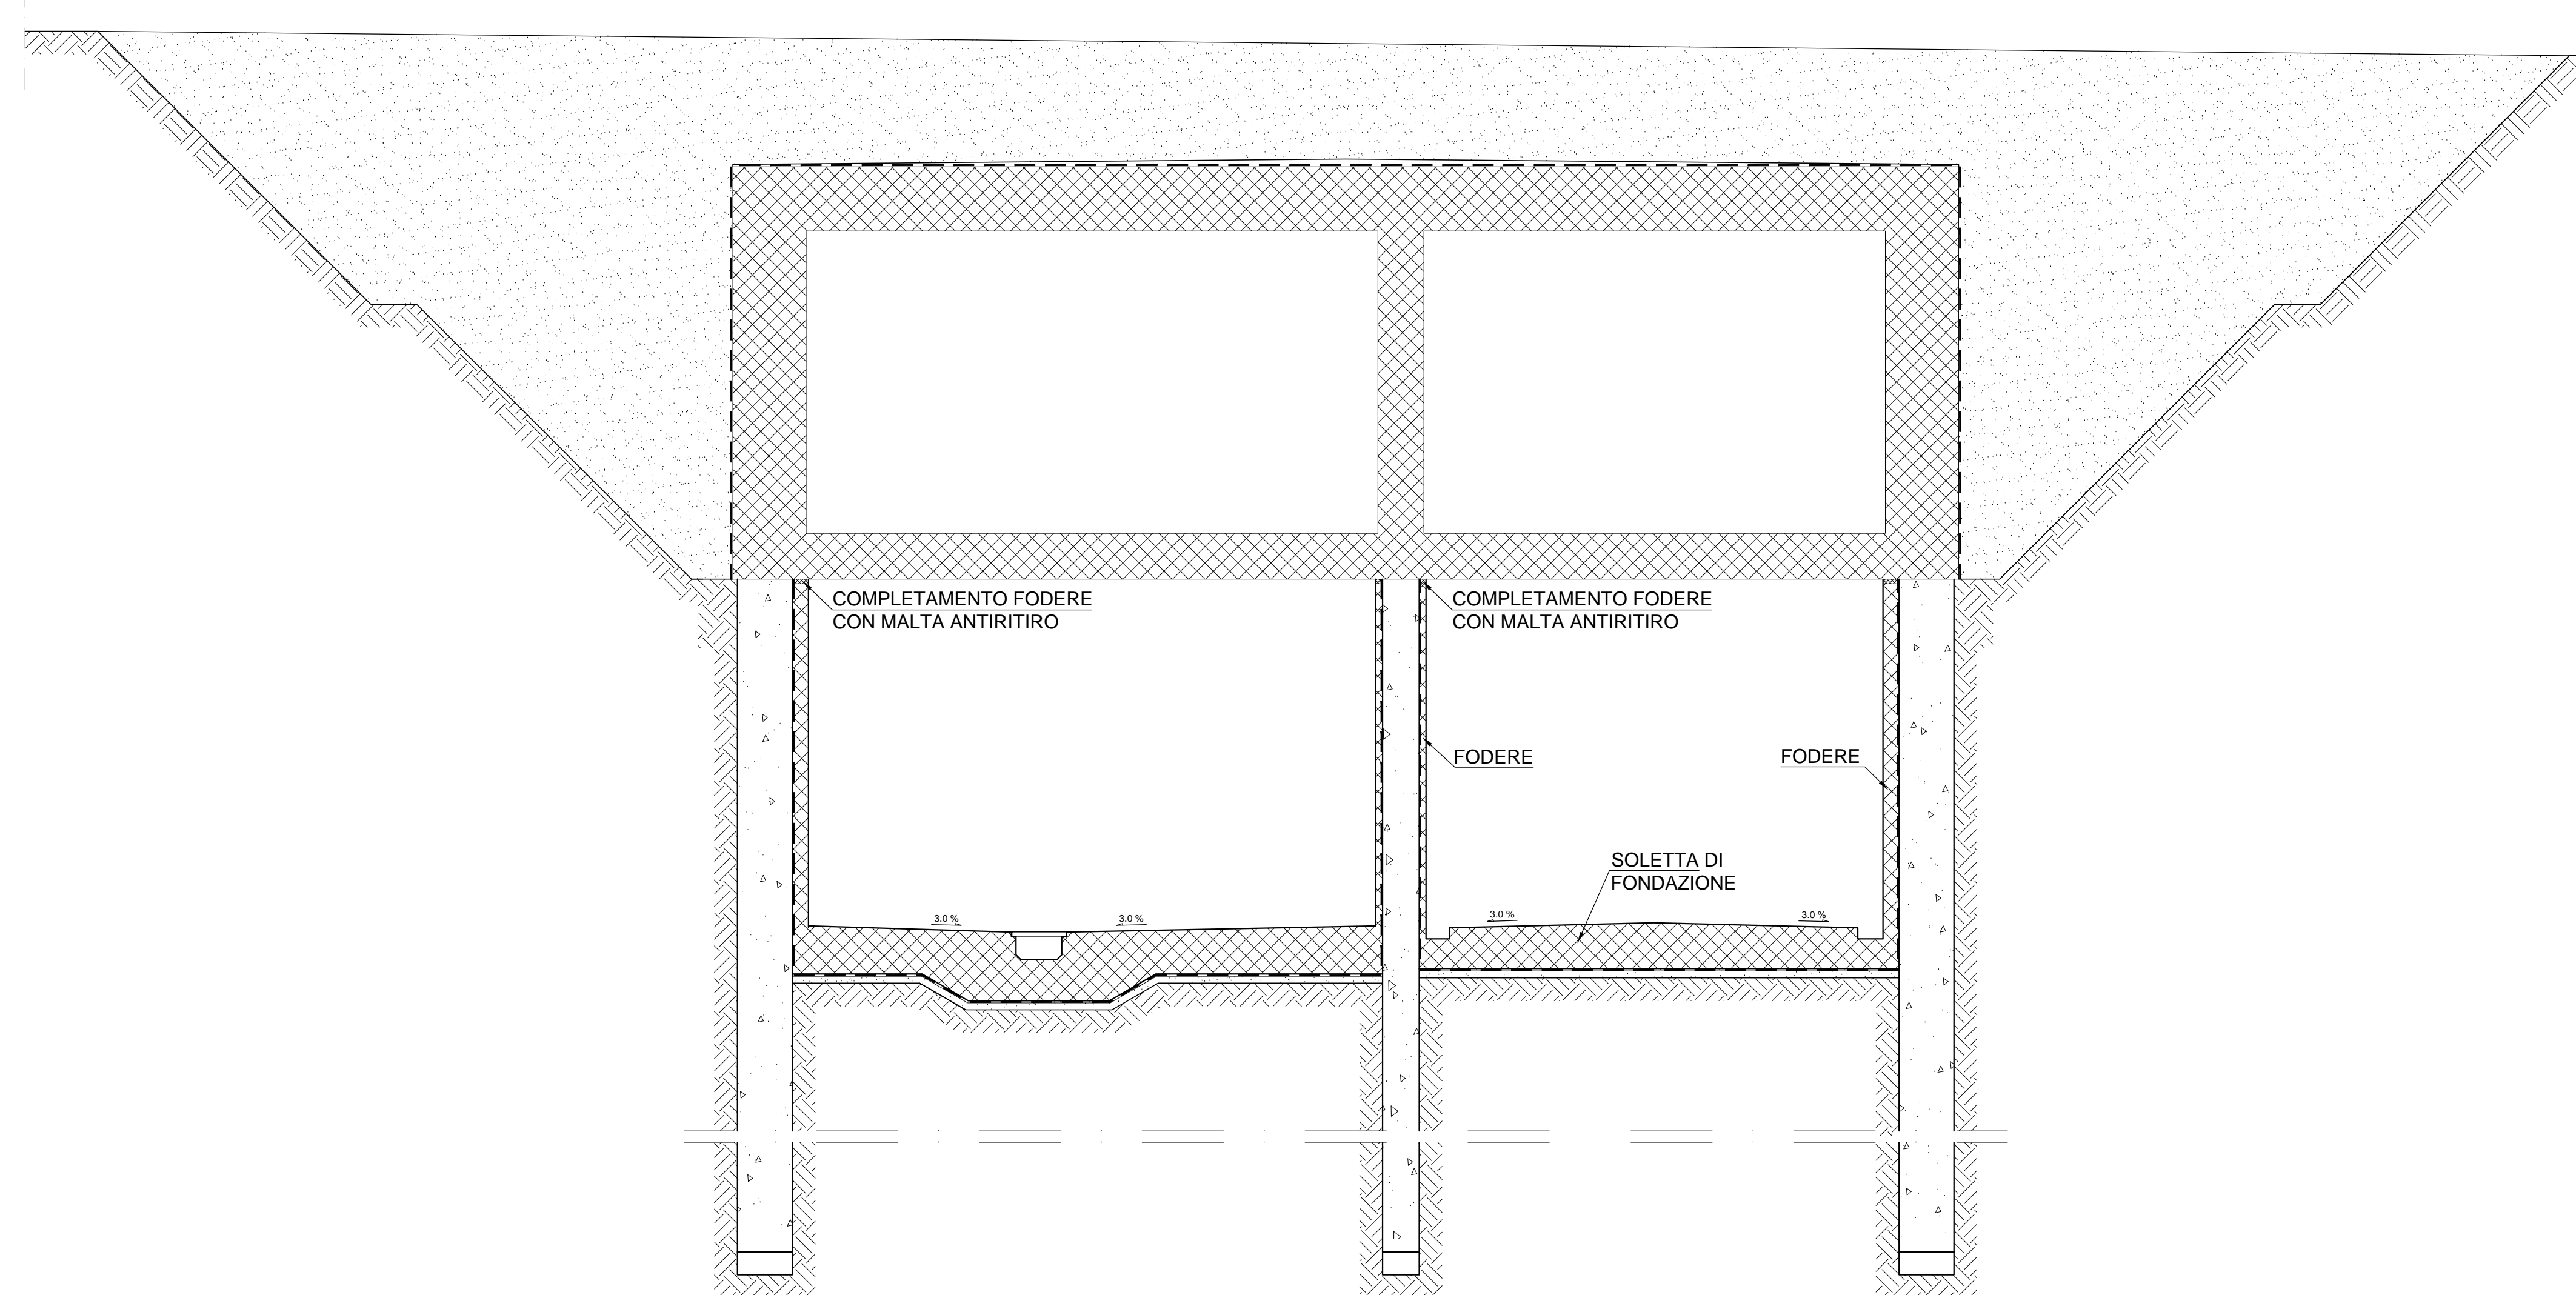 COMPLETAMENTO FODERE
CON MALTA ANTIRITIRO
COMPLETAMENTO FODERE
CON MALTA ANTIRITIRO
FODERE
FODERE
SOLETTA DI
FONDAZIONE
3.0 %
3.0 %
3.0 %
3.0 %